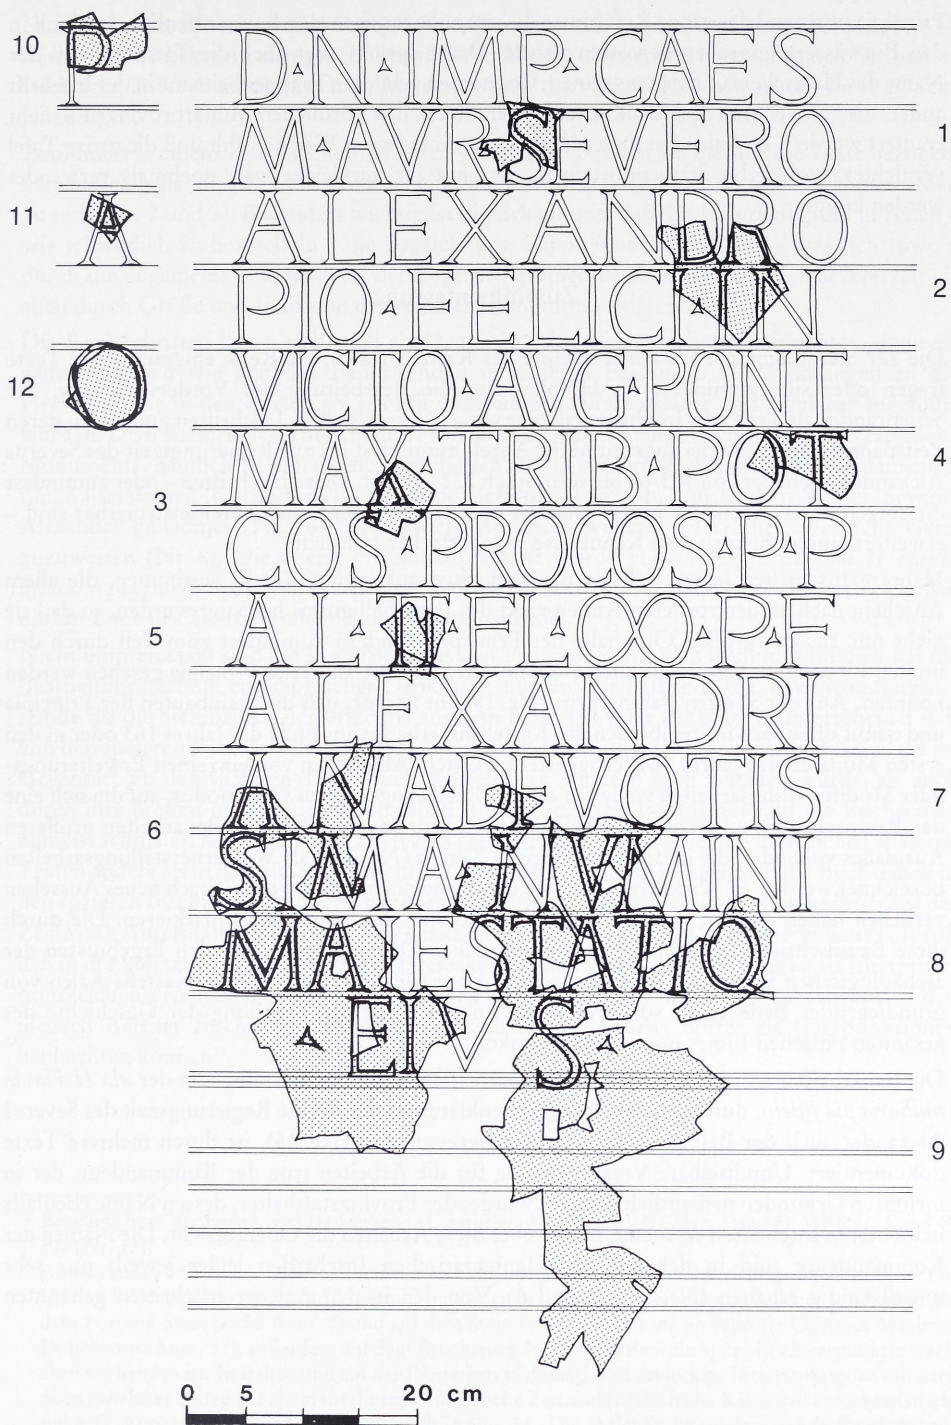 10
D·N·IMP·CAES
1
M·AVR·SEVERO
11
ALEXANDRO
2
PIO·FELICI·IN
12
VICTO·AVG·PONT
4
MAX·TRIB·POT
3
COS·PROCOS·P·P
5
AL·II·FL·∞·P·F
ALEXANDRI
7
ANA·DEVOTIS
6
SIMA NVMINI
MAIESTATIQ
8
·EIVS·
9
0 5 20 cm